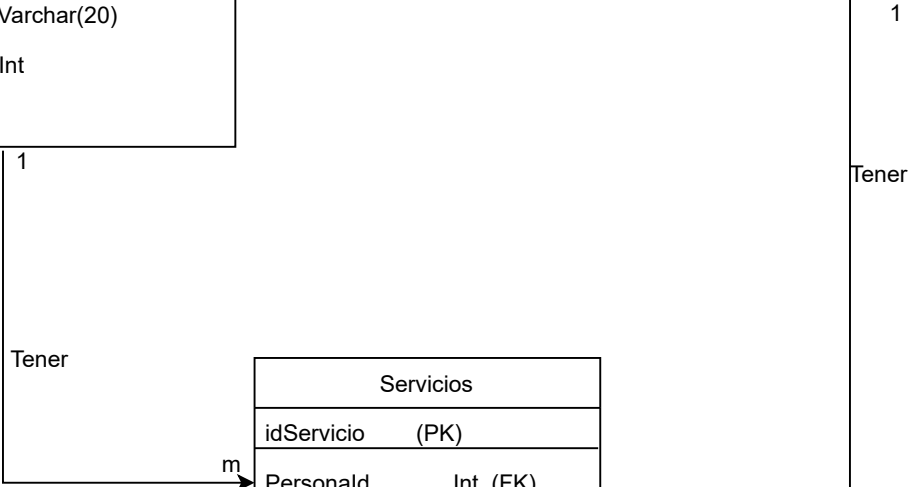 Varchar(20)
1
Int
1
Tener
Tener
Servicios
idServicio (PK)
m
PersonaId Int (FK)